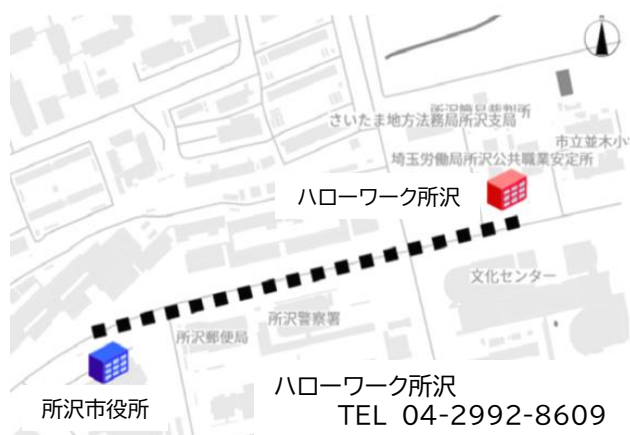 所沢簡易裁判所
さいたま地方法務局所沢支局
市立並木小
埼玉労働局所沢公共職業安定所
ハローワーク所沢
文化センター
所沢警察署
所沢郵便局
所沢市役所
ハローワーク所沢
TEL 04-2992-8609